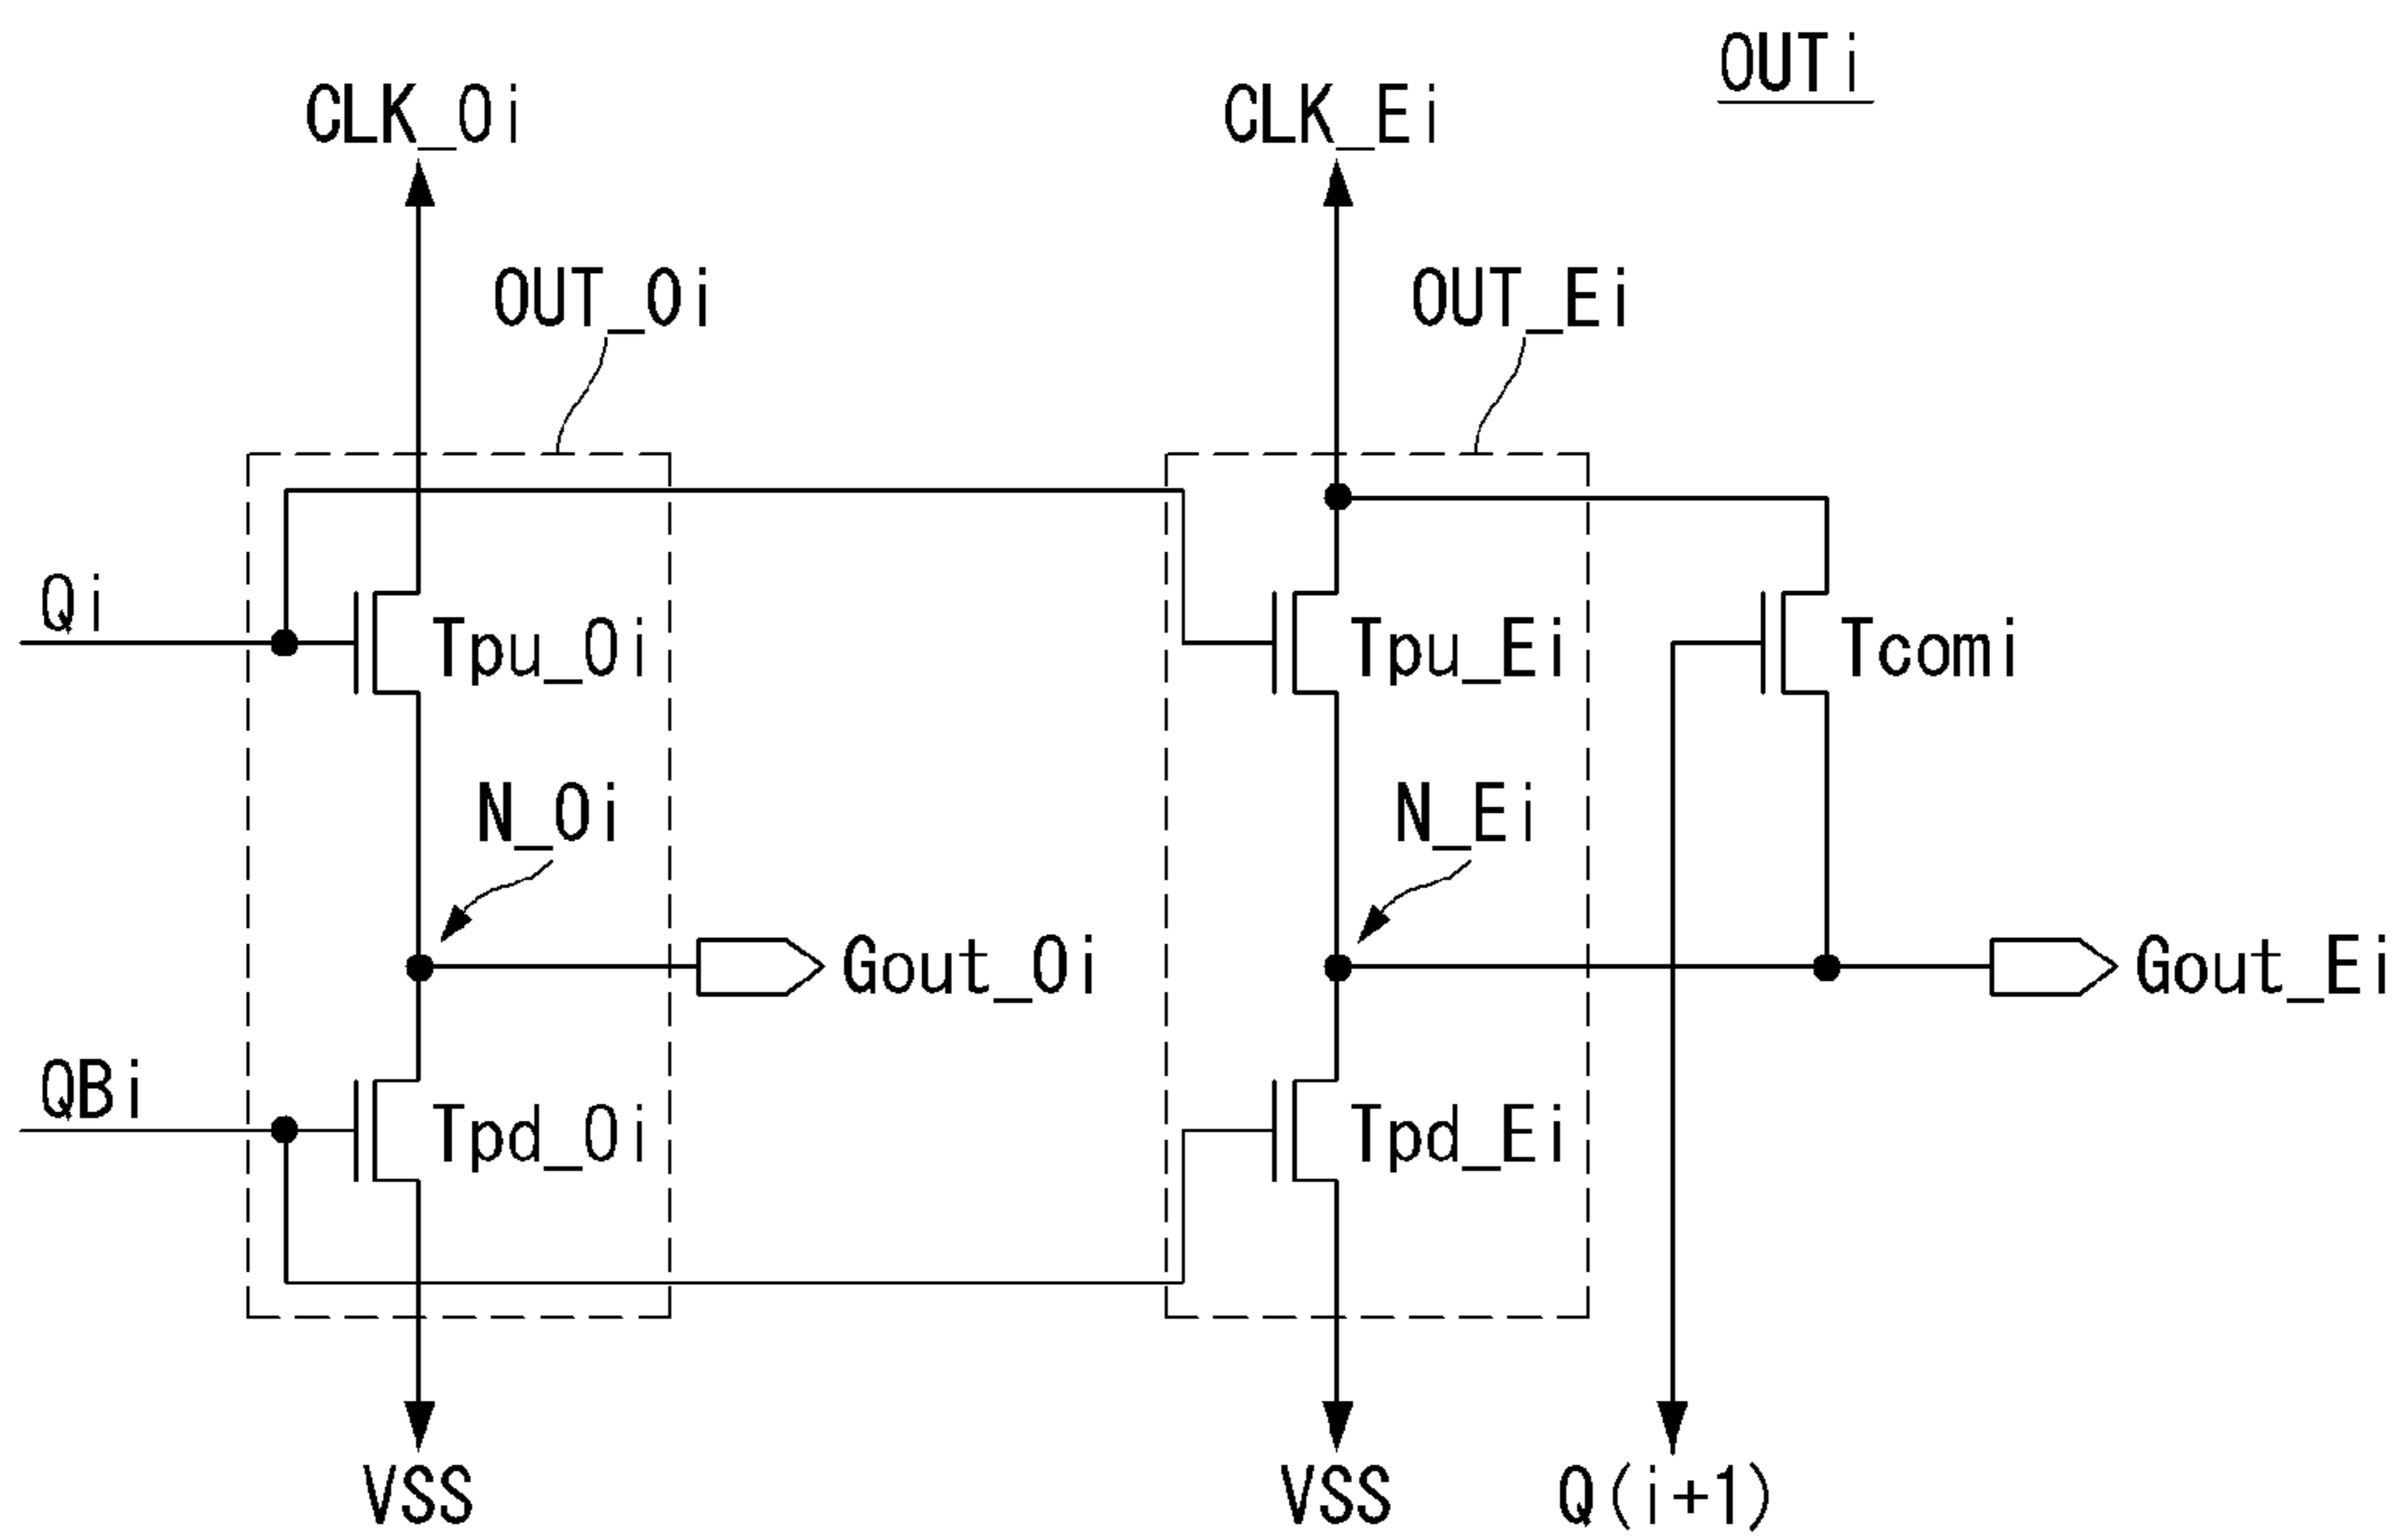 OUTi
CLK_Oi
CLK_Ei
OUT_Oi
OUT_Ei
Qi
Tpu_Oi
Tpu_Ei
Tcomi
N_Oi
N_Ei
Gout_Oi
Gout_Ei
QBi
Tpd_Oi
Tpd_Ei
VSS
VSS
Q(i+1)